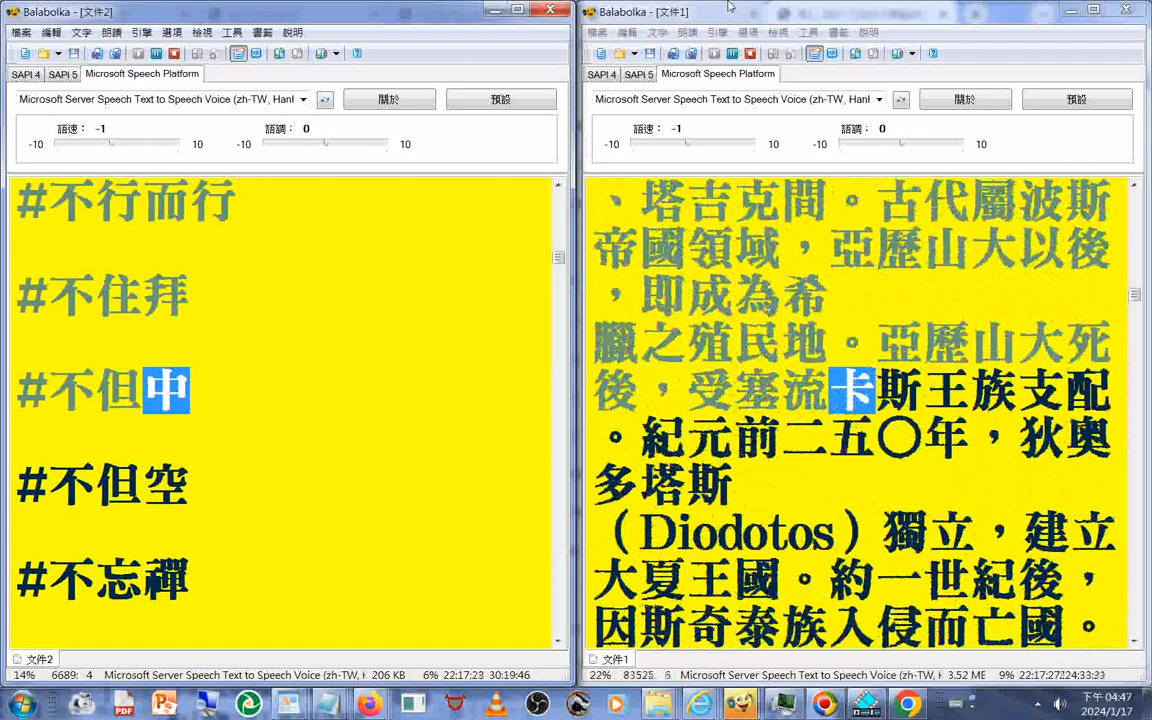 Balabolka - [文件2]
檔案 編輯 文字 朗讀 引擎 選項 檢視 工具 書籤 說明
SAPI 4 SAPI 5 Microsoft Speech Platform
Microsoft Server Speech Text to Speech Voice (zh-TW, Hanl
關於 預設
語速： -1 語調： 0
-10 10 -10 10
#不行而行
#不住拜
#不但中
#不但空
#不忘禪
文件2
14% 6689: 4 Microsoft Server Speech Text to Speech Voice (zh-TW, H 206 KB 6% 22:17:23 30:19:46
Balabolka - [文件1]
檔案 編輯 文字 朗讀 引擎 選項 檢視 工具 書籤 說明
SAPI 4 SAPI 5 Microsoft Speech Platform
Microsoft Server Speech Text to Speech Voice (zh-TW, Hanl
關於 預設
語速： -1 語調： 0
-10 10 -10 10
、塔吉克間。古代屬波斯
帝國領域，亞歷山大以後
，即成為希
臘之殖民地。亞歷山大死
後，受塞流卡斯王族支配
。紀元前二五〇年，狄奧
多塔斯
（Diodotos）獨立，建立
大夏王國。約一世紀後，
因斯奇泰族入侵而亡國。
文件1
22% 83525 6 Microsoft Server Speech Text to Speech Voice (zh-TW, H 3.52 MB 9% 22:17:27 124:33:23
下午 04:47
2024/1/17